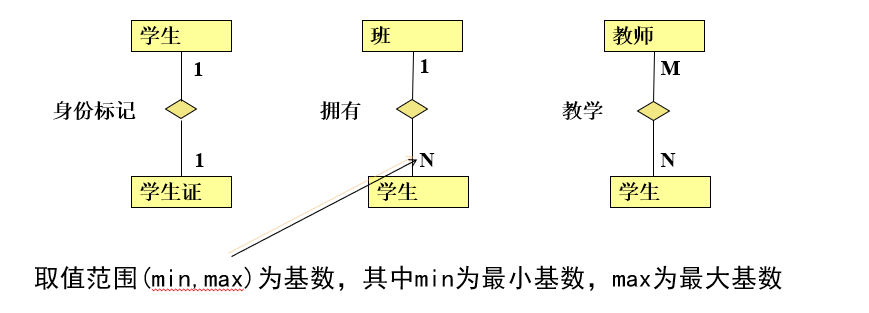 学生 班 教师
1 1 M
身份标记 拥有 教学
1 N N
学生证 学生 学生
取值范围(min,max)为基数，其中min为最小基数，max为最大基数